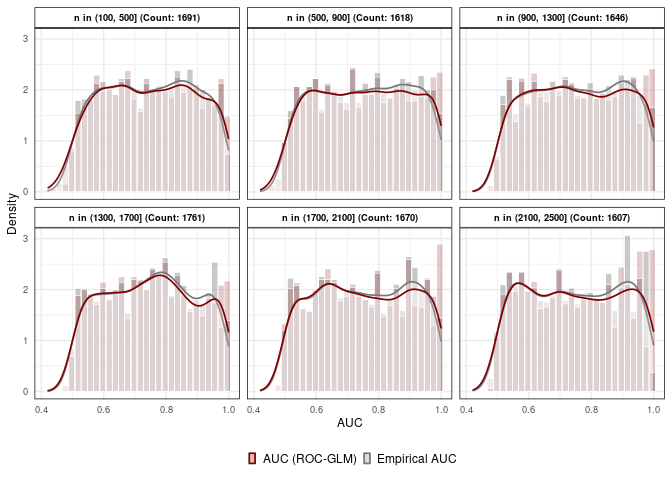 n in (100, 500] (Count: 1691)
n in (500, 900] (Count: 1618)
n in (900, 1300] (Count: 1646)
3
2
1
0
n in (1300, 1700] (Count: 1761)
n in (1700, 2100] (Count: 1670)
n in (2100, 2500] (Count: 1607)
3
2
1
0
Density
0.4 0.6 0.8 1.0
0.4 0.6 0.8 1.0
0.4 0.6 0.8 1.0
AUC
AUC (ROC-GLM) Empirical AUC